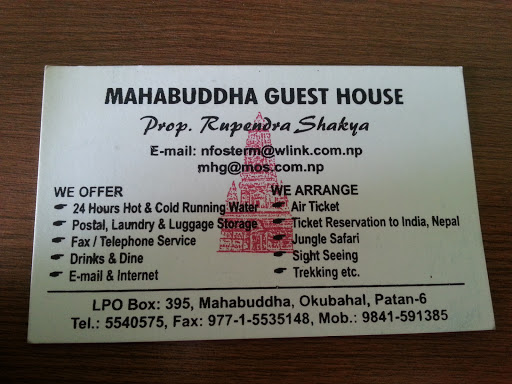 MAHABUDDHA GUEST HOUSE
Prop. Rupendra Shakya
E-mail: nfosterm@wlink.com.np
mhg@mos.com.np
WE OFFER
24 Hours Hot & Cold Running Water
Postal, Laundry & Luggage Storage
Fax / Telephone Service
Drinks & Dine
E-mail & Internet
WE ARRANGE
Air Ticket
Ticket Reservation to India, Nepal
Jungle Safari
Sight Seeing
Trekking etc.
LPO Box: 395, Mahabuddha, Okubahal, Patan-6
Tel.: 5540575, Fax: 977-1-5535148, Mob.: 9841-591385